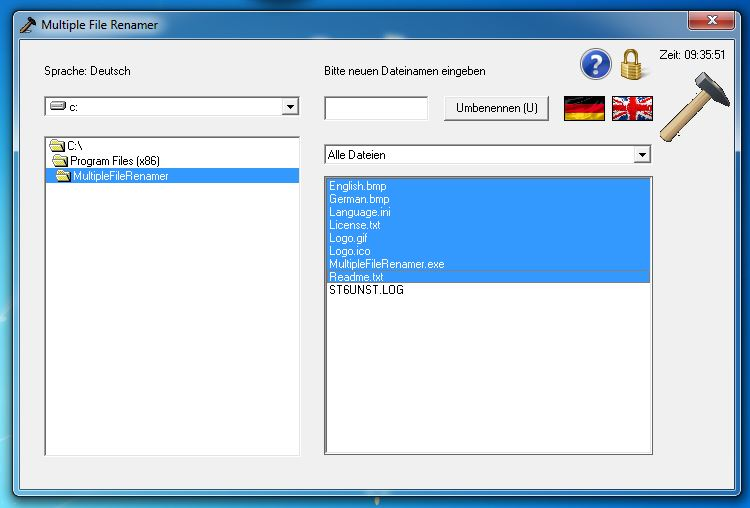 Multiple File Renamer
Zeit: 09:35:51
Sprache: Deutsch
Bitte neuen Dateinamen eingeben
c:
Umbenennen (U)
C:\
Program Files (x86)
MultipleFileRenamer
Alle Dateien
English.bmp
German.bmp
Language.ini
License.txt
Logo.gif
Logo.ico
MultipleFileRenamer.exe
Readme.txt
ST6UNST.LOG